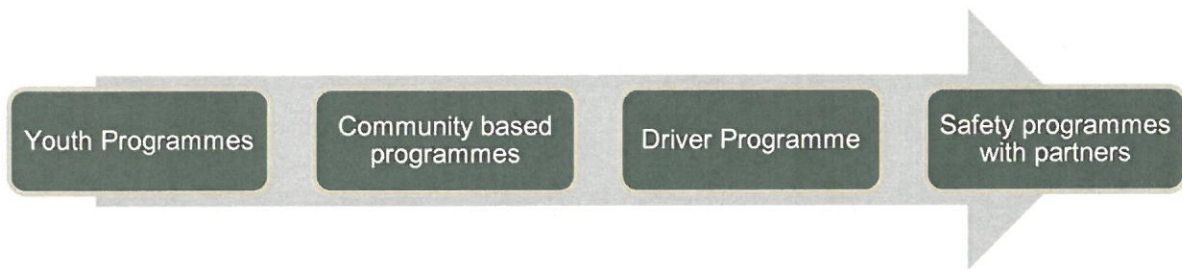 Youth Programmes
Community based
programmes
Driver Programme
Safety programmes
with partners